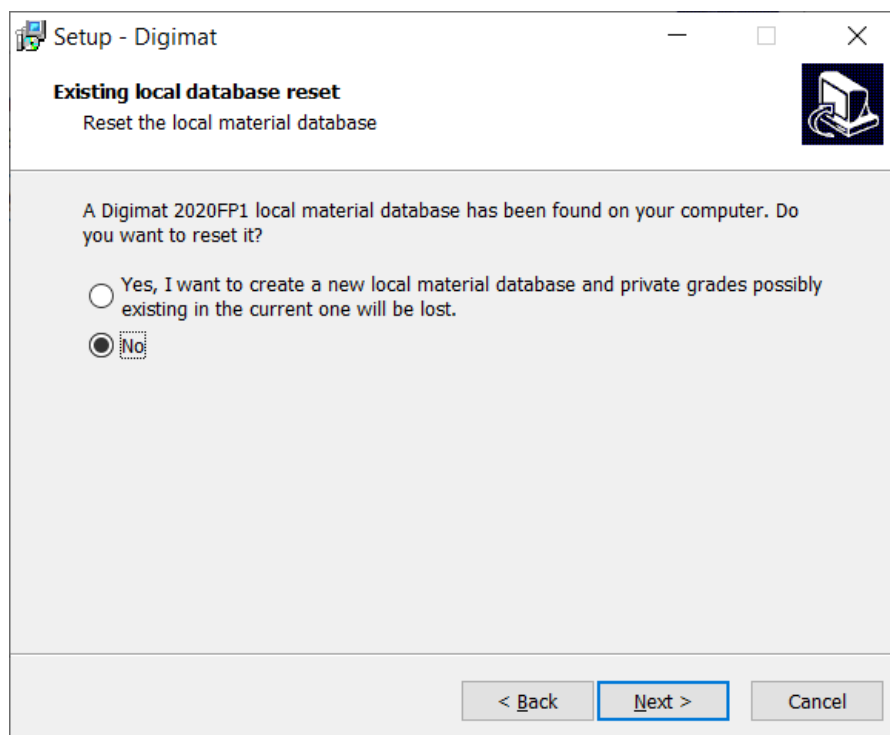 Setup - Digimat
Existing local database reset
Reset the local material database
A Digimat 2020FP1 local material database has been found on your computer. Do
you want to reset it?
Yes, I want to create a new local material database and private grades possibly
existing in the current one will be lost.
No
< Back
Next >
Cancel